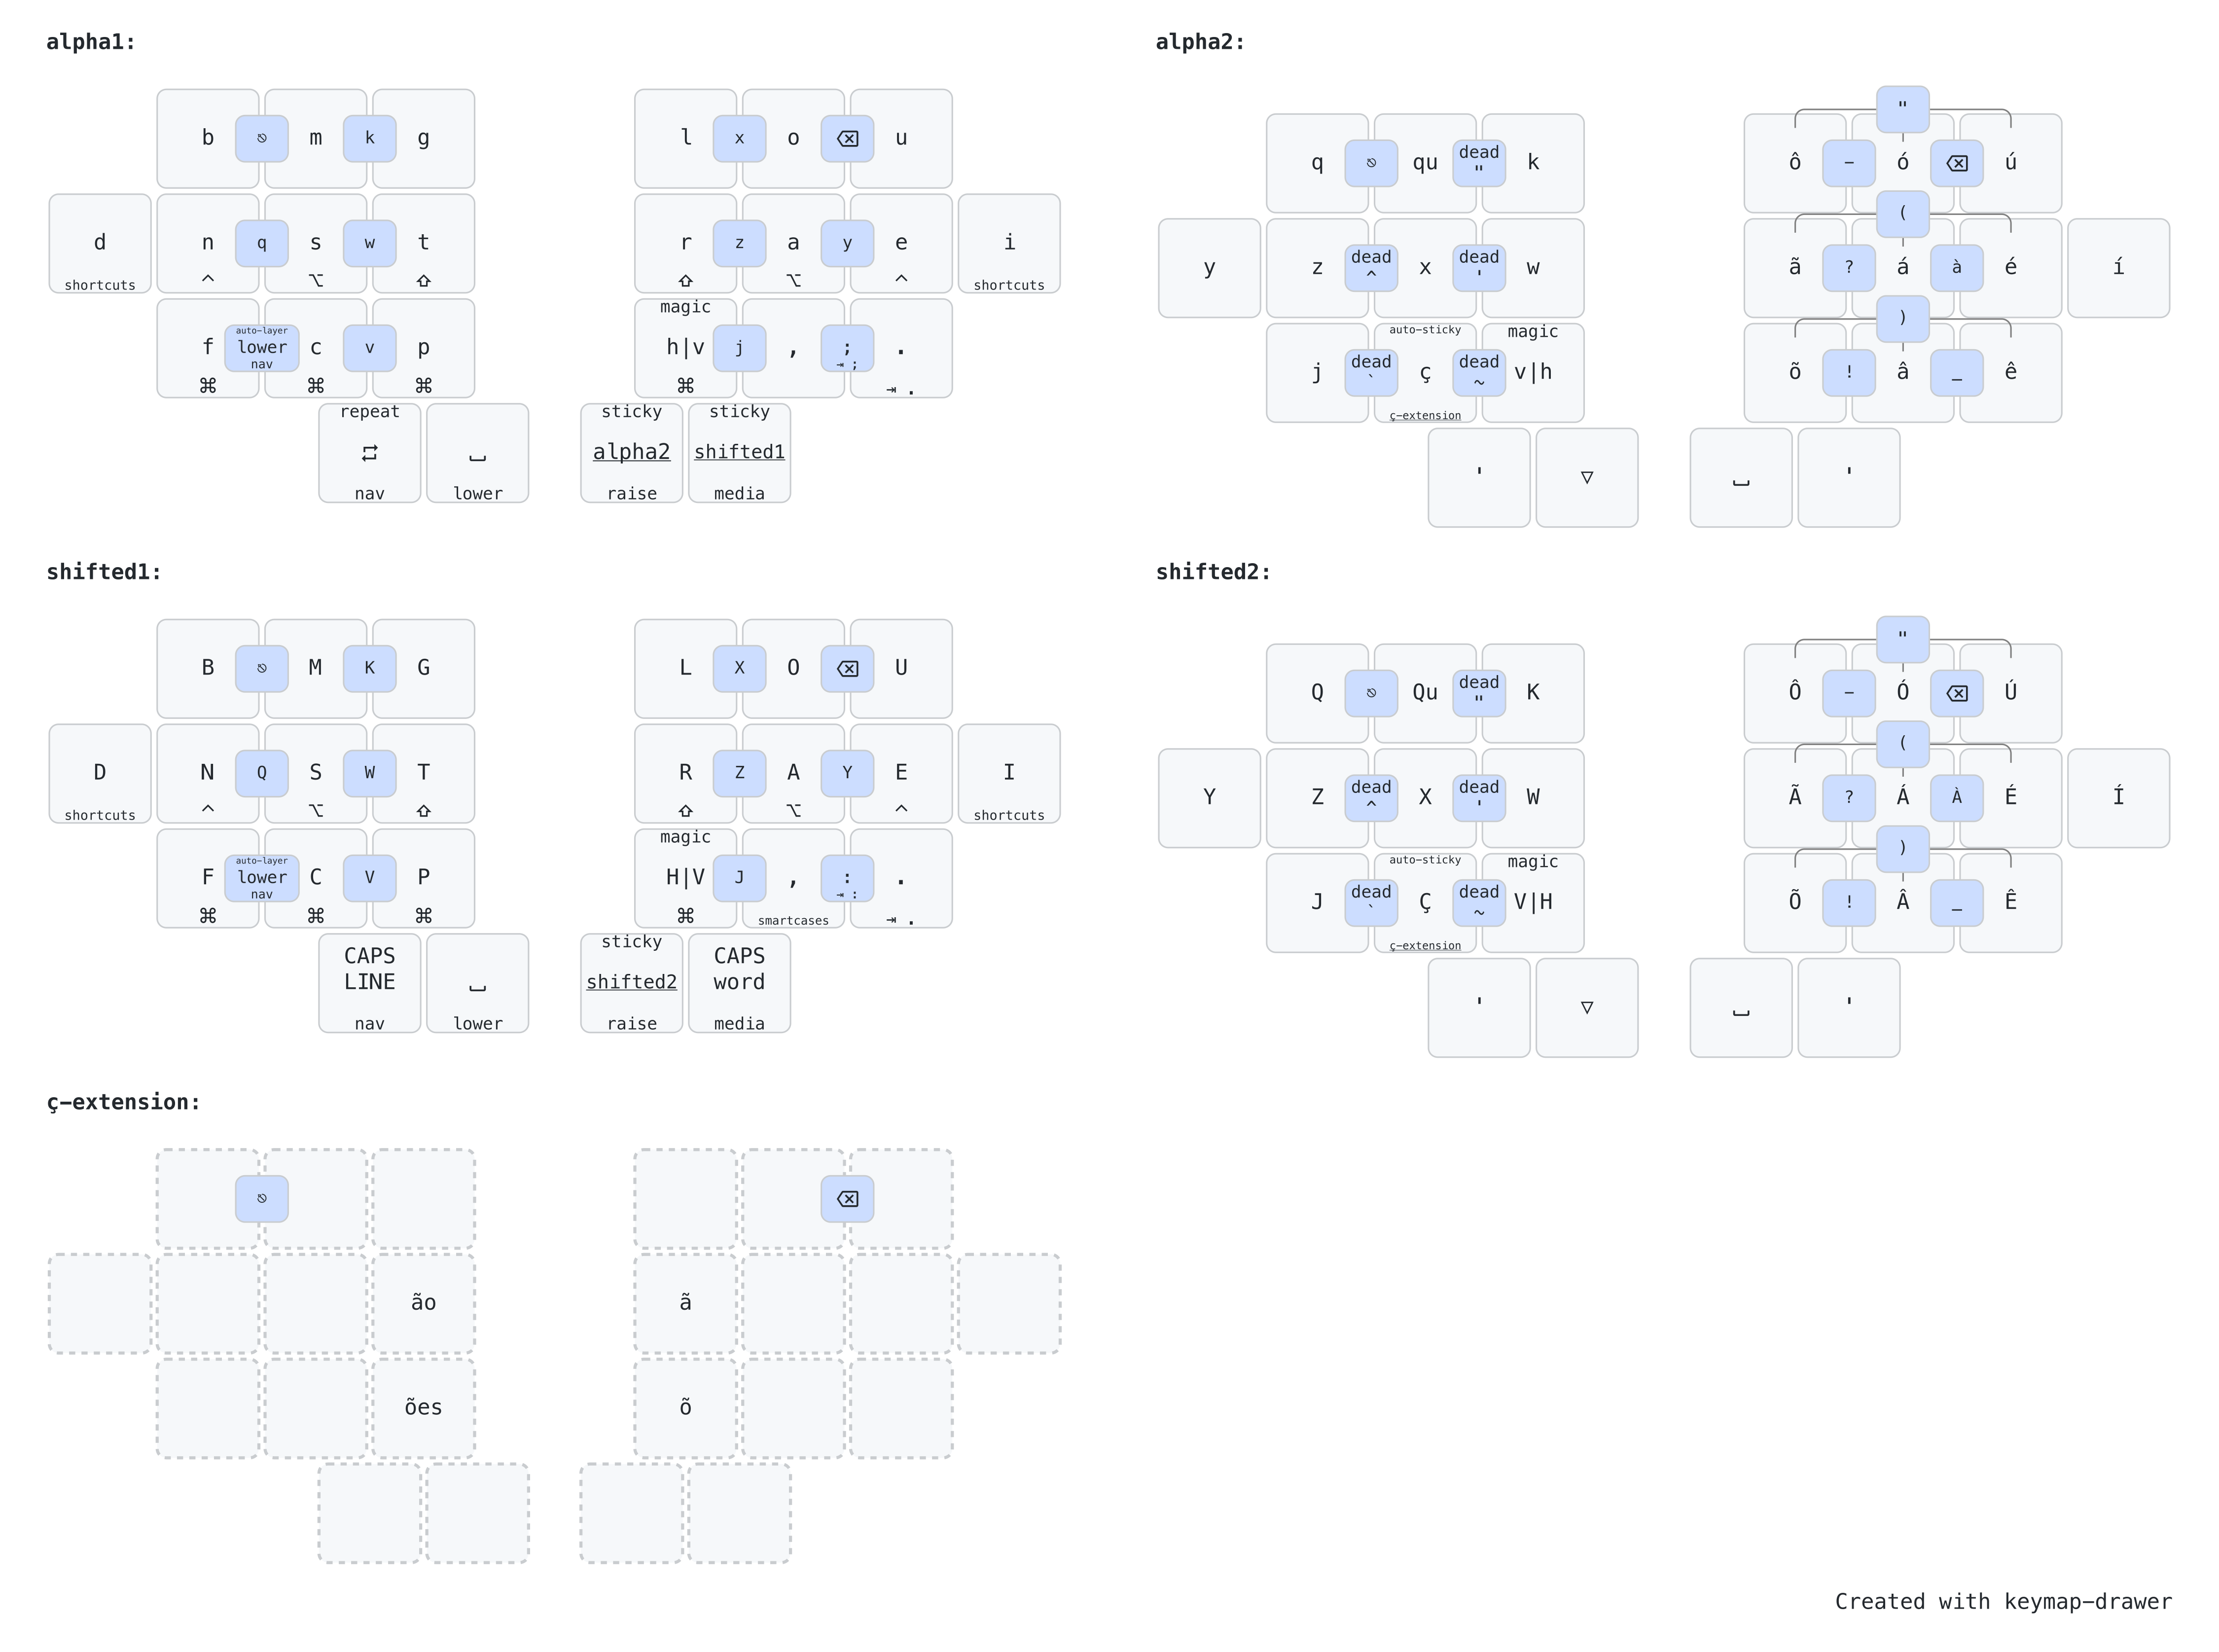 alpha1:
b ⎋ m k g l x o ⌫ u
d n q s w t r z a y e i
shortcuts ^ ⌥ ⇧ ⇧ ⌥ ^ shortcuts
auto-layer magic
f lower c v p h|v j , ; .
nav ⇥ ;
⌘ ⌘ ⌘ ⌘ ⇥ .
repeat sticky sticky
🔁 ⎵ alpha2 shifted1
nav lower raise media
alpha2:
"
q ⎋ qu dead " k ô – ó ⌫ ú
(
y z dead ^ x dead ' w ã ? á à é í
)
auto-sticky magic
j dead ` ç dead ~ v|h õ ! â _ ê
ç-extension
' ▽ ⎵ '
shifted1:
B ⎋ M K G L X O ⌫ U
D N Q S W T R Z A Y E I
shortcuts ^ ⌥ ⇧ ⇧ ⌥ ^ shortcuts
auto-layer magic
F lower C V P H|V J , : .
nav ⇥ :
⌘ ⌘ ⌘ ⌘ smartcases ⇥ .
CAPS sticky CAPS
LINE ⎵ shifted2 word
nav lower raise media
shifted2:
"
Q ⎋ Qu dead " K Ô – Ó ⌫ Ú
(
Y Z dead ^ X dead ' W Ã ? Á À É Í
)
auto-sticky magic
J dead ` Ç dead ~ V|H Õ ! Â _ Ê
ç-extension
' ▽ ⎵ '
ç-extension:
⎋ ⌫
ão ã
ões õ
Created with keymap-drawer